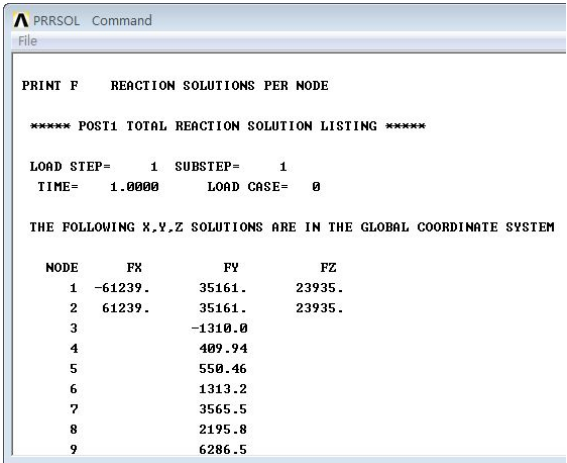 PRRSOL Command
File
PRINT F REACTION SOLUTIONS PER NODE
***** POST1 TOTAL REACTION SOLUTION LISTING *****
LOAD STEP= 1 SUBSTEP= 1
TIME= 1.0000 LOAD CASE= 0
THE FOLLOWING X,Y,Z SOLUTIONS ARE IN THE GLOBAL COORDINATE SYSTEM
NODE FX FY FZ
1 -61239. 35161. 23935.
2 61239. 35161. 23935.
3 -1310.0
4 409.94
5 550.46
6 1313.2
7 3565.5
8 2195.8
9 6286.5